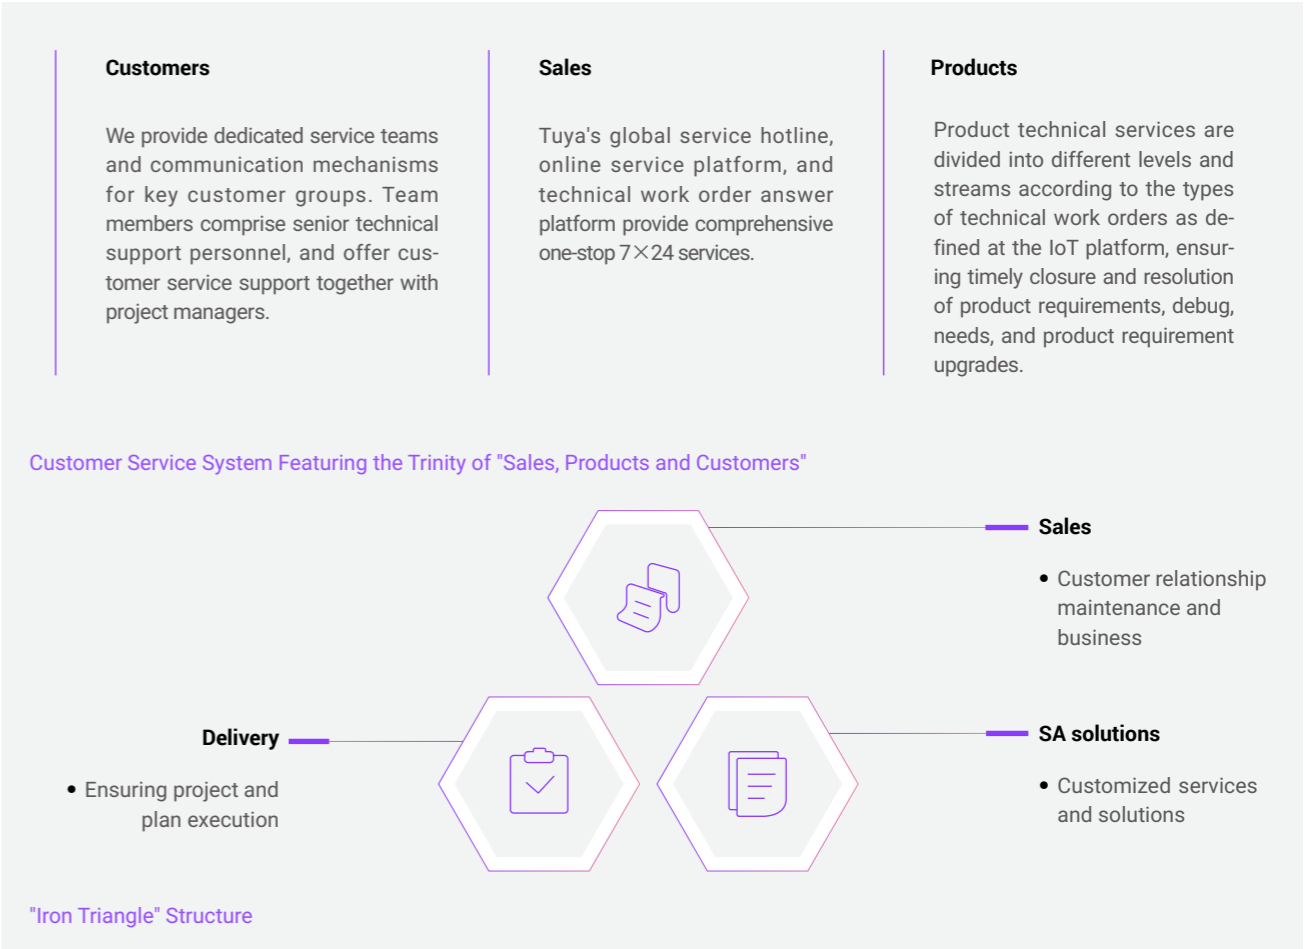 Customers
We provide dedicated service teams
and communication mechanisms
for key customer groups. Team
members comprise senior technical
support personnel, and offer cus-
tomer service support together with
project managers.
Sales
Tuya's global service hotline,
online service platform, and
technical work order answer
platform provide comprehensive
one-stop 7×24 services.
Products
Product technical services are
divided into different levels and
streams according to the types
of technical work orders as de-
fined at the IoT platform, ensur-
ing timely closure and resolution
of product requirements, debug,
needs, and product requirement
upgrades.
Customer Service System Featuring the Trinity of "Sales, Products and Customers"
Sales
• Customer relationship
maintenance and
business
Delivery
• Ensuring project and
plan execution
SA solutions
• Customized services
and solutions
"Iron Triangle" Structure